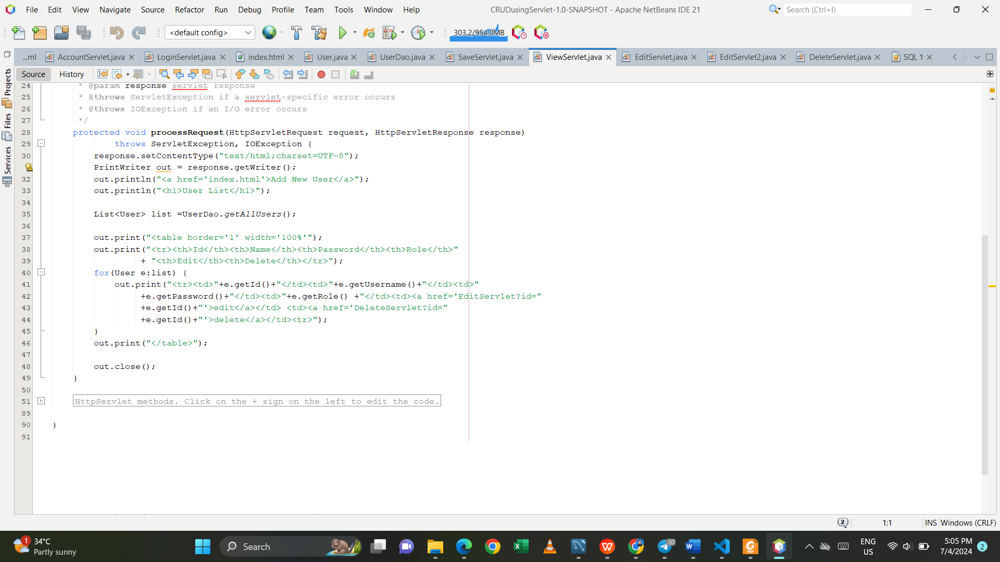 File Edit View Navigate Source Refactor Run Debug Profile Team Tools Window Help
CRUDusingServlet-1.0-SNAPSHOT - Apache NetBeans IDE 21
Search (Ctrl+I)
<default config>
303.2/954.0MB
...ml AccountServlet.java LoginServlet.java index.html User.java UserDao.java SaveServlet.java ViewServlet.java EditServlet.java EditServlet2.java DeleteServlet.java SQL 1
Source History
Projects
Files
Services
24 * @param response servlet response
25 * @throws ServletException if a servlet-specific error occurs
26 * @throws IOException if an I/O error occurs
27 */
28 protected void processRequest(HttpServletRequest request, HttpServletResponse response)
29 throws ServletException, IOException {
30 response.setContentType("text/html;charset=UTF-8");
PrintWriter out = response.getWriter();
32 out.println("<a href='index.html'>Add New User</a>");
33 out.println("<h1>User List</h1>");
34
35 List<User> list =UserDao.getAllUsers();
36
37 out.print("<table border='1' width='100%'");
38 out.print("<tr><th>Id</th><th>Name</th><th>Password</th><th>Role</th>"
39 + "<th>Edit</th><th>Delete</th></tr>");
40 for(User e:list) {
41 out.print("<tr><td>"+e.getId()+"</td><td>"+e.getUsername()+"</td><td>"
42 +e.getPassword()+"</td><td>"+e.getRole() +"</td><td><a href='EditServlet?id="
43 +e.getId()+"'>edit</a></td> <td><a href='DeleteServlet?id="
44 +e.getId()+"'>delete</a></td><tr>");
45 }
46 out.print("</table>");
47
48 out.close();
49 }
50
51 HttpServlet methods. Click on the + sign on the left to edit the code.
89
90 }
91
2 1:1 INS Windows (CRLF)
1 34°C
Partly sunny
Search
57
ENG
US
5:05 PM
7/4/2024
2